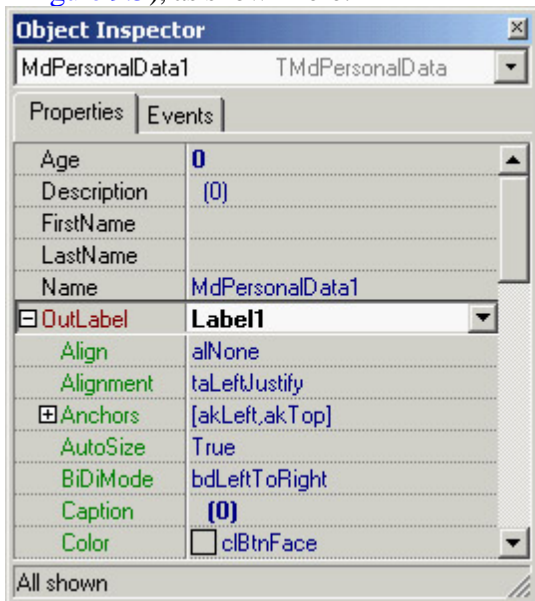 Object Inspector
MdPersonalData1 TMdPersonalData
Properties Events
Age 0
Description (0)
FirstName
LastName
Name MdPersonalData1
OutLabel Label1
Align alNone
Alignment taLeftJustify
Anchors [akLeft,akTop]
AutoSize True
BiDiMode bdLeftToRight
Caption (0)
Color clBtnFace
All shown